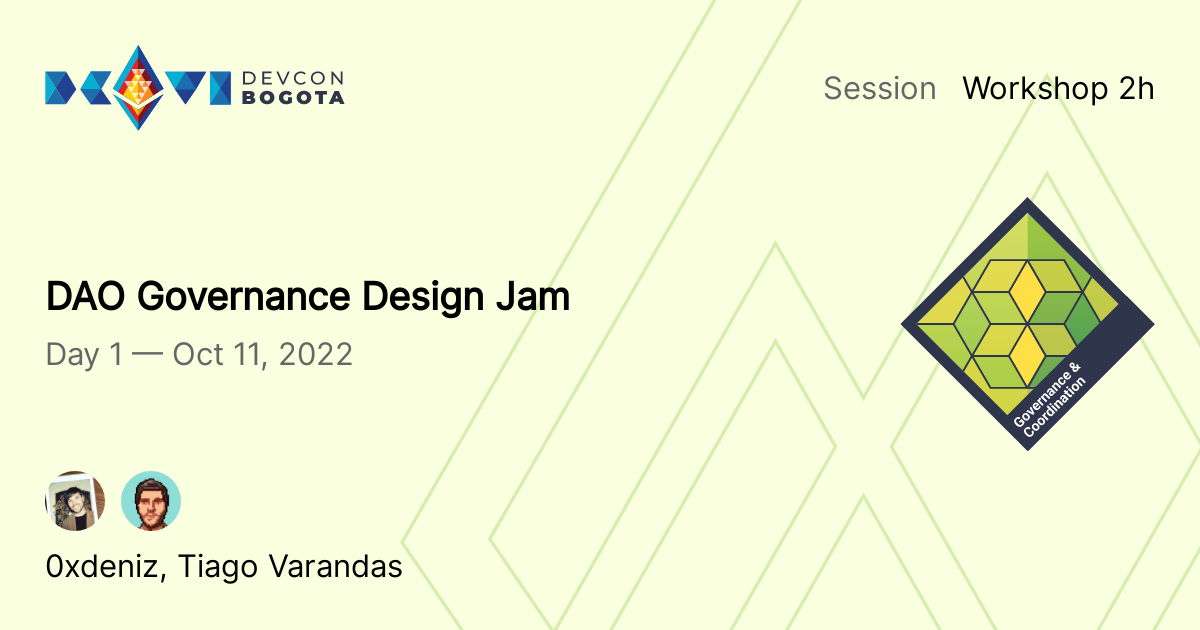 DEVCON
BOGOTA
Session Workshop 2h
DAO Governance Design Jam
Day 1 — Oct 11, 2022
Governance &
Coordination
0xdeniz, Tiago Varandas